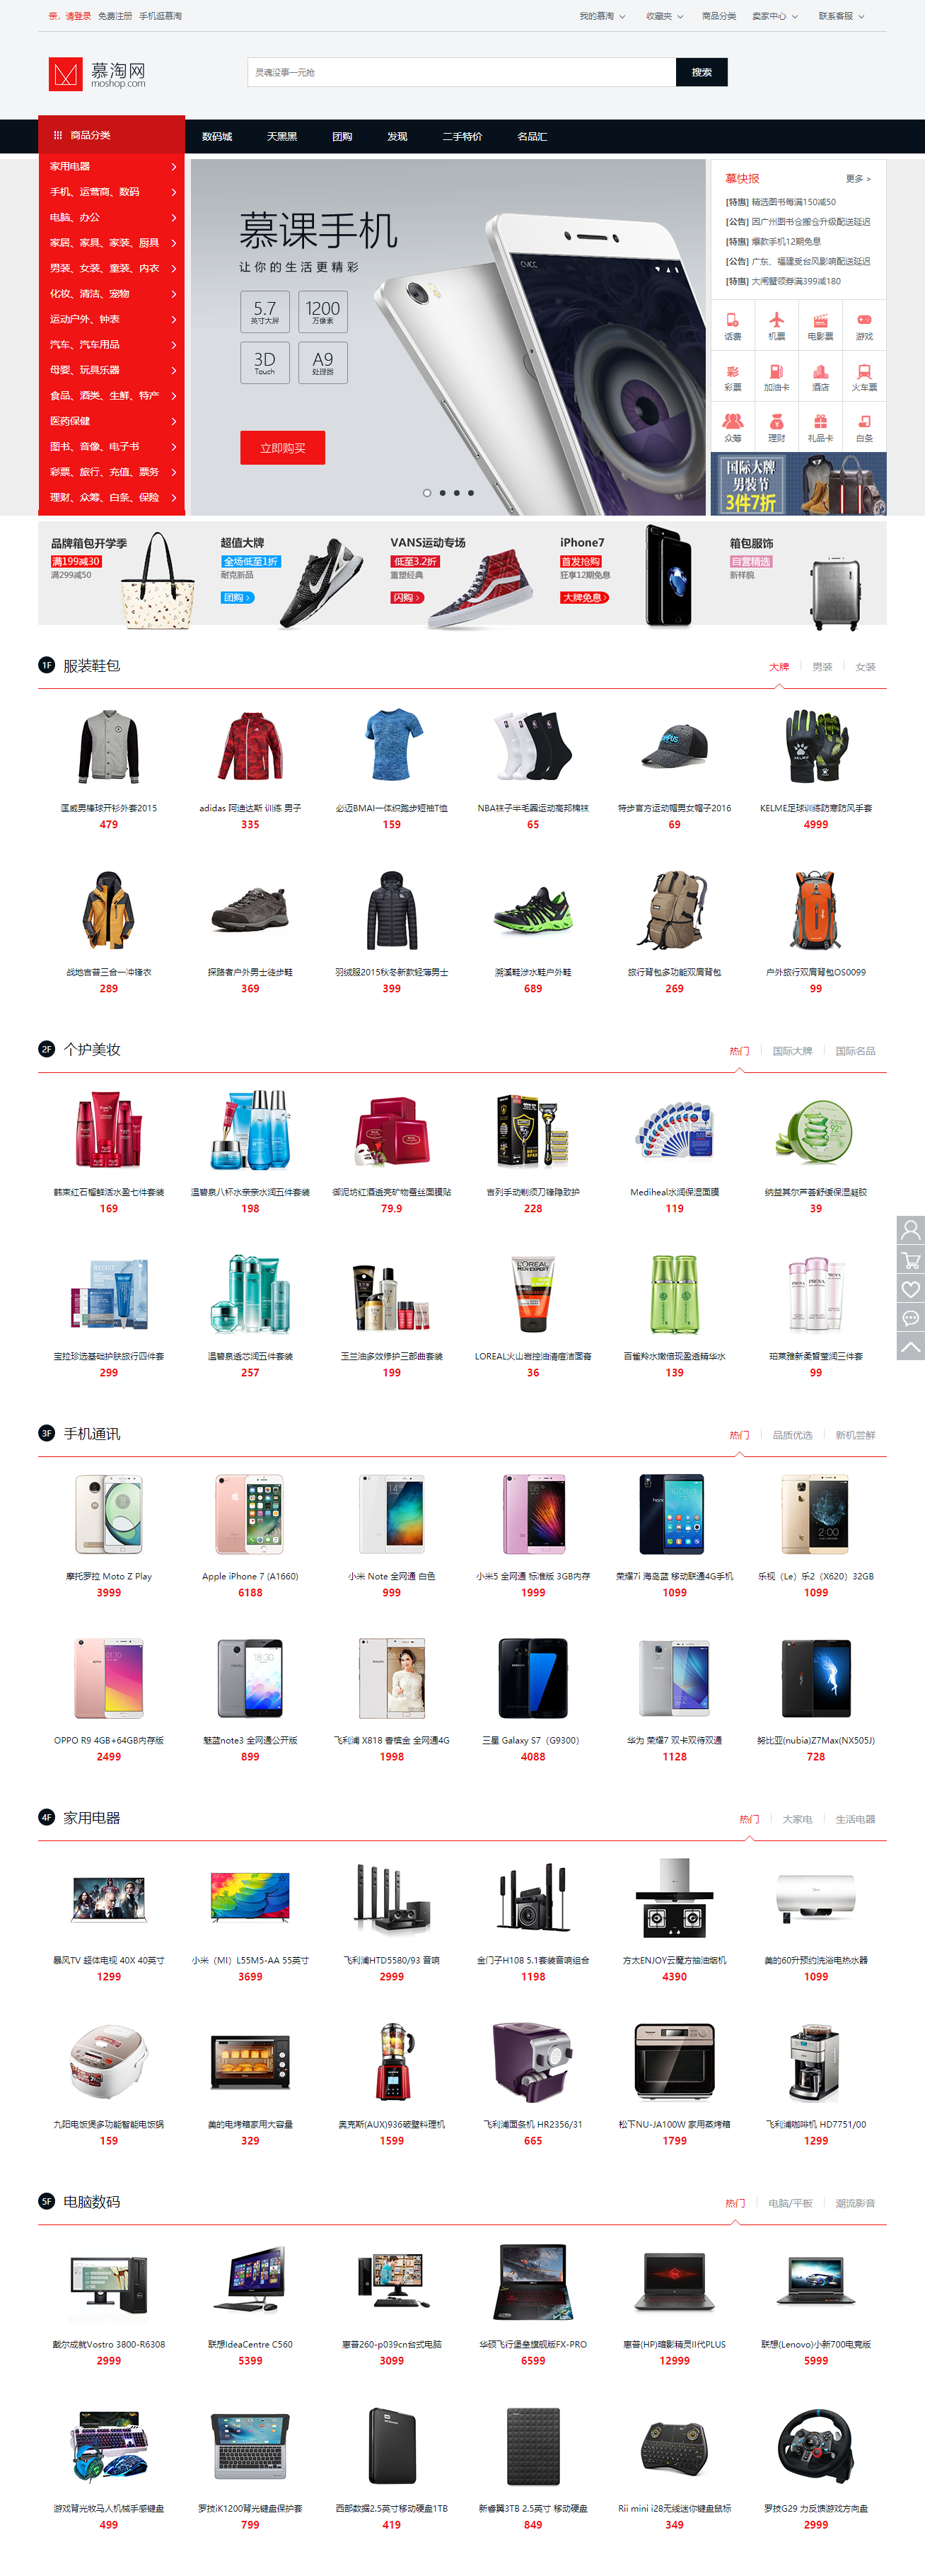 亲，请登录 免费注册 手机逛慕淘 我的慕淘 收藏夹 商品分类 卖家中心 联系客服
慕淘网
moshop.com
灵魂没事一元抢 搜索
商品分类 数码城 天黑黑 团购 发现 二手特价 名品汇
家用电器
手机、运营商、数码
电脑、办公
家居、家具、家装、厨具
男装、女装、童装、内衣
化妆、清洁、宠物
运动户外、钟表
汽车、汽车用品
母婴、玩具乐器
食品、酒类、生鲜、特产
医药保健
图书、音像、电子书
彩票、旅行、充值、票务
理财、众筹、白条、保险
慕课手机
让你的生活更精彩
5.7 1200
英寸大屏 万像素
3D A9
Touch 处理器
立即购买
慕快报 更多 >
[特惠] 精选图书每满150减50
[公告] 因广州图书仓搬仓升级配送延迟
[特惠] 爆款手机12期免息
[公告] 广东、福建受台风影响配送延迟
[特惠] 大闸蟹领券满399减180
话费 机票 电影票 游戏
彩票 加油卡 酒店 火车票
众筹 理财 礼品卡 白条
国际大牌
男装节
3件7折
品牌箱包开学季
满199减30
满299减50
超值大牌
全场低至1折
耐克新品
团购 >
VANS运动专场
低至3.2折
重塑经典
闪购 >
iPhone7
首发抢购
狂享12期免息
大牌免息 >
箱包服饰
自营精选
新样貌
1F 服装鞋包 大牌 男装 女装
匡威男棒球开衫外套2015 adidas 阿迪达斯 训练 男子 必迈BMAI一体织跑步短袖T恤 NBA袜子半毛圈运动高邦棉袜 特步官方运动帽男女帽子2016 KELME足球训练防寒防风手套
479 335 159 65 69 4999
战地吉普三合一冲锋衣 探路者户外男士徒步鞋 羽绒服2015秋冬新款轻薄男士 溯溪鞋涉水鞋户外鞋 旅行背包多功能双肩背包 户外旅行双肩背包OS0099
289 369 399 689 269 99
2F 个护美妆 热门 国际大牌 国际名品
韩束红石榴鲜活水盈七件套装 温碧泉八杯水亲亲水润五件套装 御泥坊红酒透亮矿物蚕丝面膜贴 吉列手动剃须刀锋隐致护 Mediheal水润保湿面膜 纳益其尔芦荟舒缓保湿凝胶
169 198 79.9 228 119 39
宝拉珍选基础护肤旅行四件套 温碧泉透芯润五件套装 玉兰油多效修护三部曲套装 LOREAL火山岩控油清痘洁面膏 百雀羚水嫩倍现盈透精华水 珀莱雅新柔皙莹润三件套
299 257 199 36 139 99
3F 手机通讯 热门 品质优选 新机尝鲜
摩托罗拉 Moto Z Play Apple iPhone 7 (A1660) 小米 Note 全网通 白色 小米5 全网通 标准版 3GB内存 荣耀7i 海岛蓝 移动联通4G手机 乐视（Le）乐2（X620）32GB
3999 6188 999 1999 1099 1099
OPPO R9 4GB+64GB内存版 魅蓝note3 全网通公开版 飞利浦 X818 香槟金 全网通4G 三星 Galaxy S7（G9300） 华为 荣耀7 双卡双待双通 努比亚(nubia)Z7Max(NX505J)
2499 899 1998 4088 1128 728
4F 家用电器 热门 大家电 生活电器
暴风TV 超体电视 40X 40英寸 小米（MI）L55M5-AA 55英寸 飞利浦HTD5580/93 音响 金门子H108 5.1套装音响组合 方太ENJOY云魔方抽油烟机 美的60升预约洗浴电热水器
1299 3699 2999 1198 4390 1099
九阳电饭煲多功能智能电饭锅 美的电烤箱家用大容量 奥克斯(AUX)936破壁料理机 飞利浦面条机 HR2356/31 松下NU-JA100W 家用蒸烤箱 飞利浦咖啡机 HD7751/00
159 329 1599 665 1799 1299
5F 电脑数码 热门 电脑/平板 潮流影音
戴尔成就Vostro 3800-R6308 联想IdeaCentre C560 惠普260-p039cn台式电脑 华硕飞行堡垒旗舰版FX-PRO 惠普(HP)暗影精灵II代PLUS 联想(Lenovo)小新700电竞版
2999 5399 3099 6599 12999 5999
游戏背光牧马人机械手感键盘 罗技iK1200背光键盘保护套 西部数据2.5英寸移动硬盘1TB 新睿翼3TB 2.5英寸 移动硬盘 Rii mini i28无线迷你键盘鼠标 罗技G29 力反馈游戏方向盘
499 799 419 849 349 2999